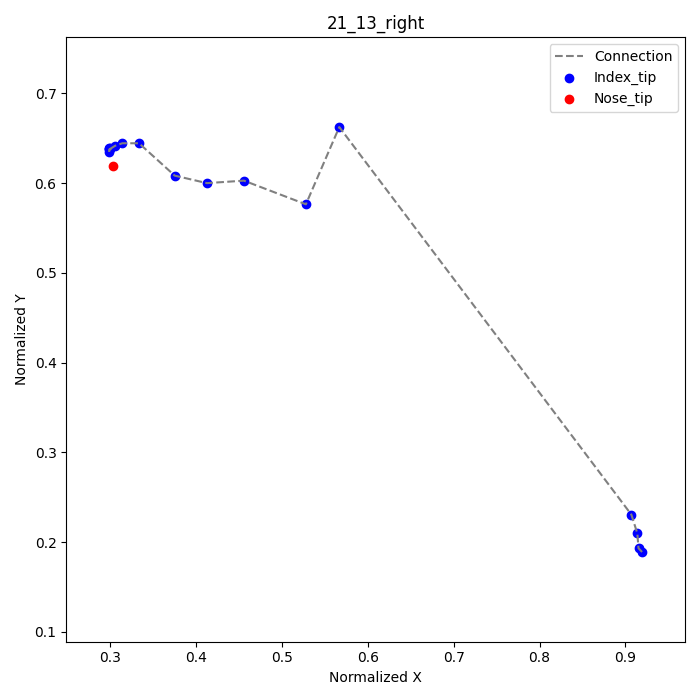 21_13_right
Connection
Index_tip
Nose_tip
0.7
0.6
0.5
0.4
0.3
0.2
0.1
Normalized Y
0.3 0.4 0.5 0.6 0.7 0.8 0.9
Normalized X